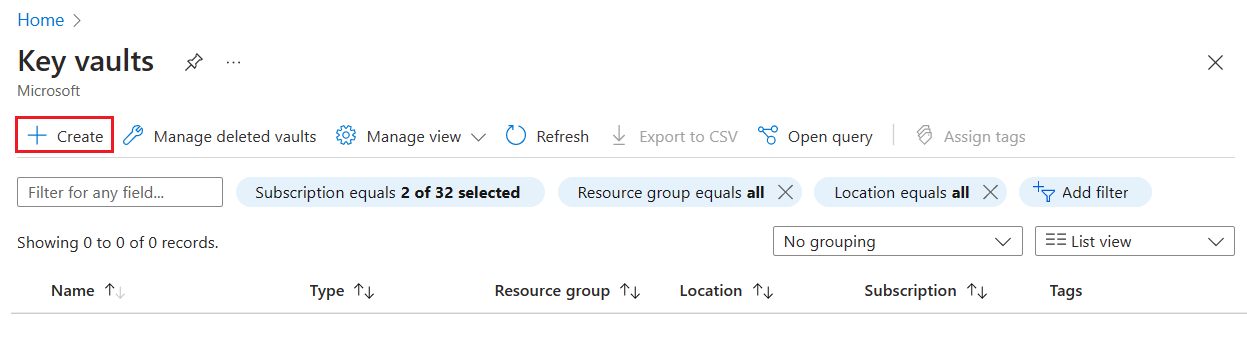 Home
Key vaults ...
Microsoft
Create Manage deleted vaults Manage view Refresh Export to CSV Open query Assign tags
Filter for any field... Subscription equals 2 of 32 selected Resource group equals all Location equals all Add filter
Showing 0 to 0 of 0 records. No grouping List view
Name Type Resource group Location Subscription Tags